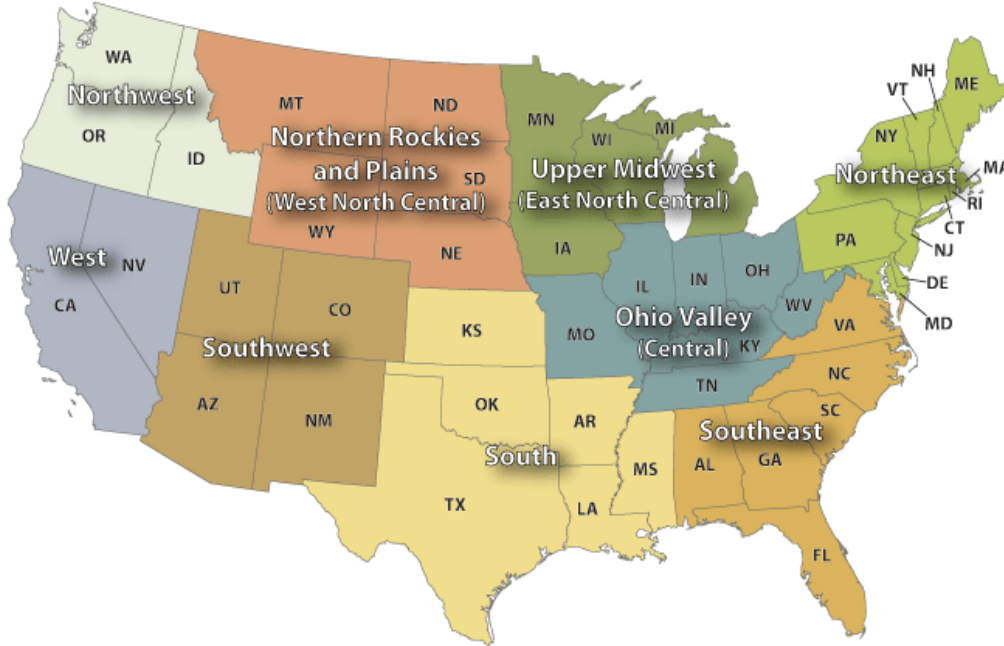 WA
Northwest
OR
ID
MT
ND
Northern Rockies
and Plains
(West North Central)
SD
WY
NE
MN
WI
MI
Upper Midwest
(East North Central)
IA
ME
NH
VT
NY
Northeast
MA
RI
CT
NJ
PA
DE
MD
West
NV
CA
UT
CO
Southwest
AZ
NM
KS
OK
AR
South
TX
LA
MS
IL
IN
OH
WV
MO
Ohio Valley
(Central)
KY
TN
VA
NC
SC
Southeast
AL
GA
FL